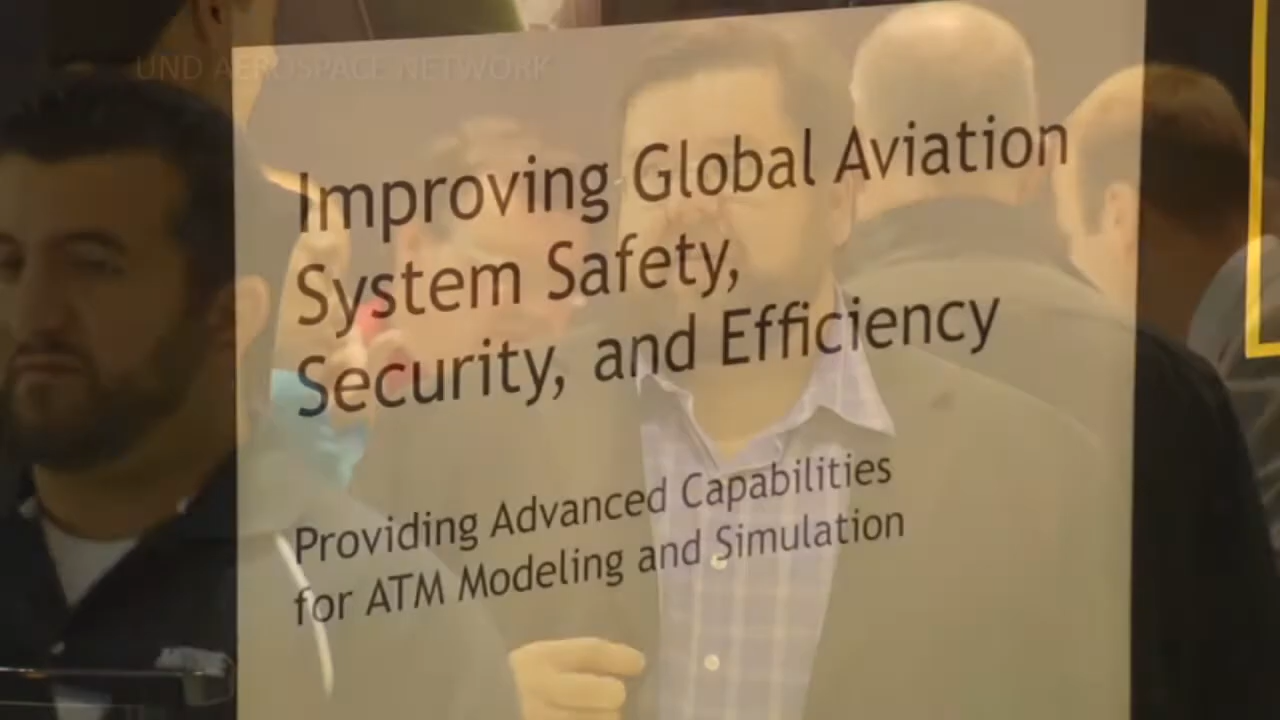 UND AEROSPACE NETWORK
Improving Global Aviation
System Safety,
Security, and Efficiency
Providing Advanced Capabilities
for ATM Modeling and Simulation